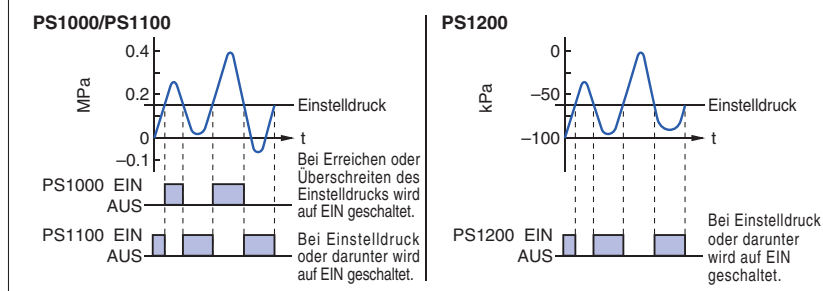 PS1000/PS1100
0.4
0.2
0
–0.1
MPa
Einstelldruck
t
PS1000 EIN
AUS
Bei Erreichen oder
Überschreiten des
Einstelldrucks wird
auf EIN geschaltet.
PS1100 EIN
AUS
Bei Einstelldruck
oder darunter wird
auf EIN geschaltet.
PS1200
0
–50
–100
kPa
Einstelldruck
t
PS1200 EIN
AUS
Bei Einstelldruck
oder darunter
wird auf EIN
geschaltet.